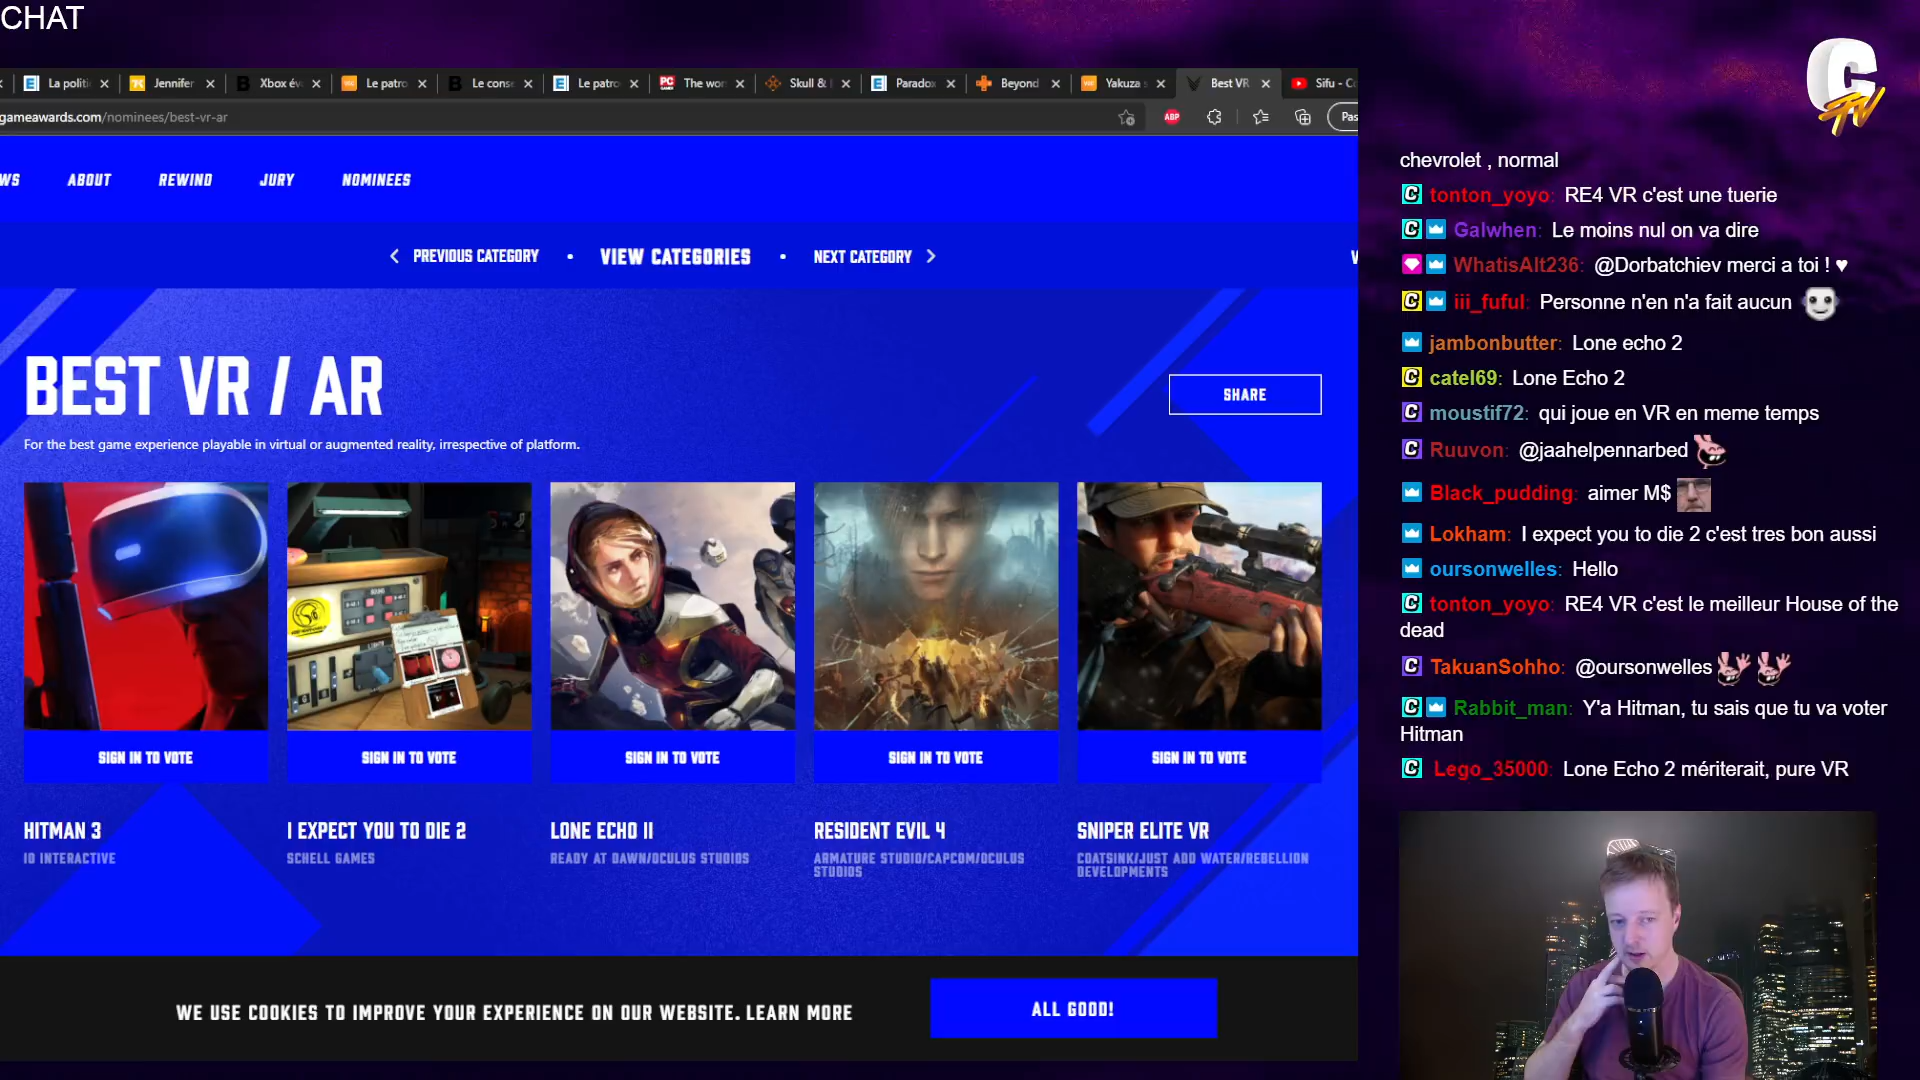 CHAT
La politi
Jennifer
Xbox év
Le patro
Le cons
Le patro
The wor
Skull &
Paradox
Beyond
Yakuza s
Best VR
Sifu - C
gameawards.com/nominees/best-vr-ar
ABP
Pas
WS ABOUT REWIND JURY NOMINEES
PREVIOUS CATEGORY • VIEW CATEGORIES • NEXT CATEGORY
BEST VR / AR
SHARE
For the best game experience playable in virtual or augmented reality, irrespective of platform.
SIGN IN TO VOTE
SIGN IN TO VOTE
SIGN IN TO VOTE
SIGN IN TO VOTE
SIGN IN TO VOTE
HITMAN 3
IO INTERACTIVE
I EXPECT YOU TO DIE 2
SCHELL GAMES
LONE ECHO II
READY AT DAWN/OCULUS STUDIOS
RESIDENT EVIL 4
ARMATURE STUDIO/CAPCOM/OCULUS
STUDIOS
SNIPER ELITE VR
COATSINK/JUST ADD WATER/REBELLION
DEVELOPMENTS
WE USE COOKIES TO IMPROVE YOUR EXPERIENCE ON OUR WEBSITE. LEARN MORE
ALL GOOD!
C TV
chevrolet , normal
tonton_yoyo: RE4 VR c'est une tuerie
Galwhen: Le moins nul on va dire
WhatisAlt236: @Dorbatchiev merci a toi ! ♥
iii_fuful: Personne n'en n'a fait aucun
jambonbutter: Lone echo 2
catel69: Lone Echo 2
moustif72: qui joue en VR en meme temps
Ruuvon: @jaahelpennarbed
Black_pudding: aimer M$
Lokham: I expect you to die 2 c'est tres bon aussi
oursonwelles: Hello
tonton_yoyo: RE4 VR c'est le meilleur House of the
dead
TakuanSohho: @oursonwelles
Rabbit_man: Y'a Hitman, tu sais que tu va voter
Hitman
Lego_35000: Lone Echo 2 mériterait, pure VR